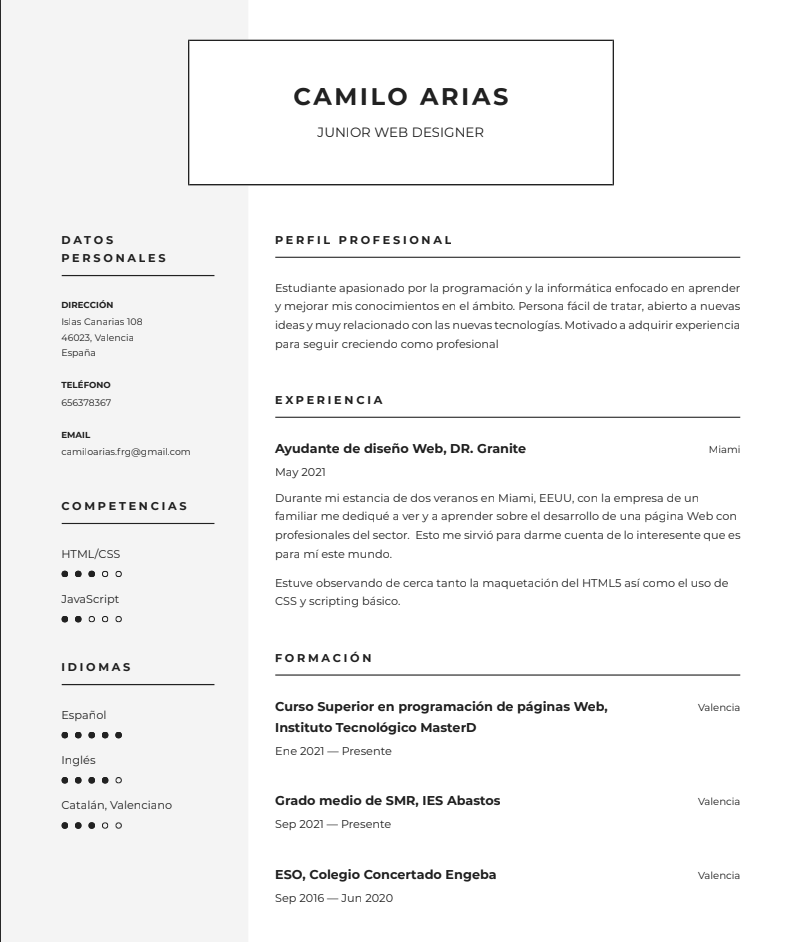 CAMILO ARIAS
JUNIOR WEB DESIGNER
DATOS
PERSONALES
DIRECCIÓN
Islas Canarias 108
46023, Valencia
España
TELÉFONO
656378367
EMAIL
camiloarias.frg@gmail.com
COMPETENCIAS
HTML/CSS
JavaScript
IDIOMAS
Español
Inglés
Catalán, Valenciano
PERFIL PROFESIONAL
Estudiante apasionado por la programación y la informática enfocado en aprender
y mejorar mis conocimientos en el ámbito. Persona fácil de tratar, abierto a nuevas
ideas y muy relacionado con las nuevas tecnologías. Motivado a adquirir experiencia
para seguir creciendo como profesional
EXPERIENCIA
Ayudante de diseño Web, DR. Granite Miami
May 2021
Durante mi estancia de dos veranos en Miami, EEUU, con la empresa de un
familiar me dediqué a ver y a aprender sobre el desarrollo de una página Web con
profesionales del sector.  Esto me sirvió para darme cuenta de lo interesente que es
para mí este mundo.
Estuve observando de cerca tanto la maquetación del HTML5 así como el uso de
CSS y scripting básico.
FORMACIÓN
Curso Superior en programación de páginas Web, Valencia
Instituto Tecnológico MasterD
Ene 2021 — Presente
Grado medio de SMR, IES Abastos Valencia
Sep 2021 — Presente
ESO, Colegio Concertado Engeba Valencia
Sep 2016 — Jun 2020